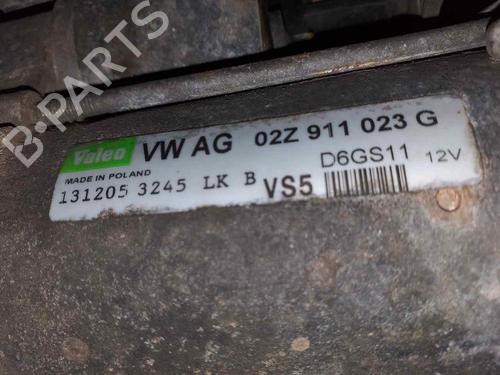 B-PARTS
Valeo VW AG 02Z 911 023 G
MADE IN POLAND D6GS11 12V
131205 3245 LK B VS5